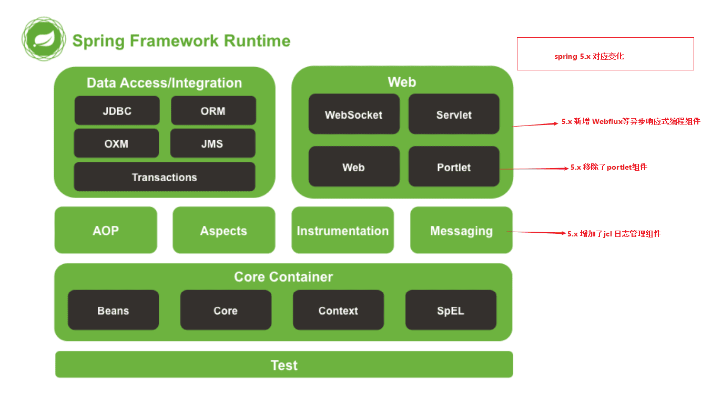 Spring Framework Runtime
spring 5.x 对应变化
Data Access/Integration
Web
JDBC
ORM
WebSocket
Servlet
5.x 新增 Webflux等异步响应式编程组件
OXM
JMS
Web
Portlet
5.x 移除了portlet组件
Transactions
AOP
Aspects
Instrumentation
Messaging
5.x 增加了jcl 日志管理组件
Core Container
Beans
Core
Context
SpEL
Test